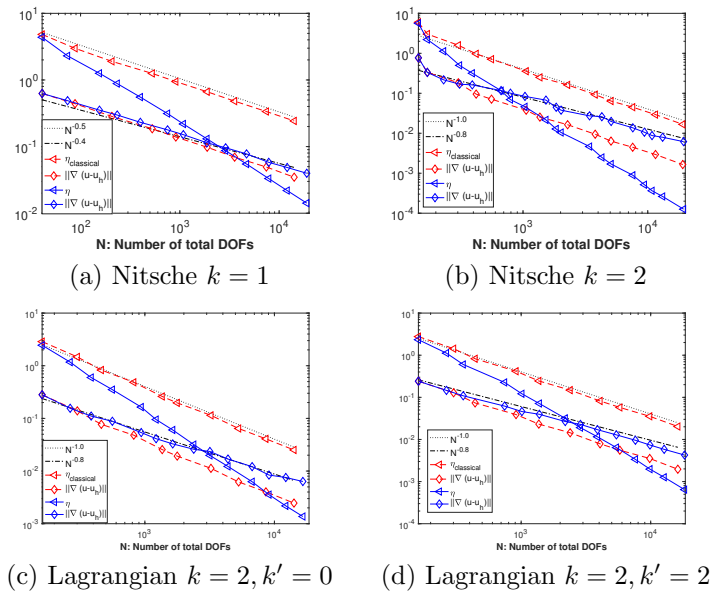 10^1
10^0
10^-1
10^-2
N^-0.5
N^-0.4
η_classical
||∇ (u-u_h)||
η
||∇ (u-u_h)||
10^2
10^3
10^4
N: Number of total DOFs
(a) Nitsche k = 1
10^1
10^0
10^-1
10^-2
10^-3
10^-4
N^-1.0
N^-0.8
η_classical
||∇ (u-u_h)||
η
||∇ (u-u_h)||
10^3
10^4
N: Number of total DOFs
(b) Nitsche k = 2
10^1
10^0
10^-1
10^-2
10^-3
N^-1.0
N^-0.8
η_classical
||∇ (u-u_h)||
η
||∇ (u-u_h)||
10^3
10^4
N: Number of total DOFs
(c) Lagrangian k = 2, k′ = 0
10^1
10^0
10^-1
10^-2
10^-3
10^-4
N^-1.0
N^-0.8
η_classical
||∇ (u-u_h)||
η
||∇ (u-u_h)||
10^3
10^4
N: Number of total DOFs
(d) Lagrangian k = 2, k′ = 2